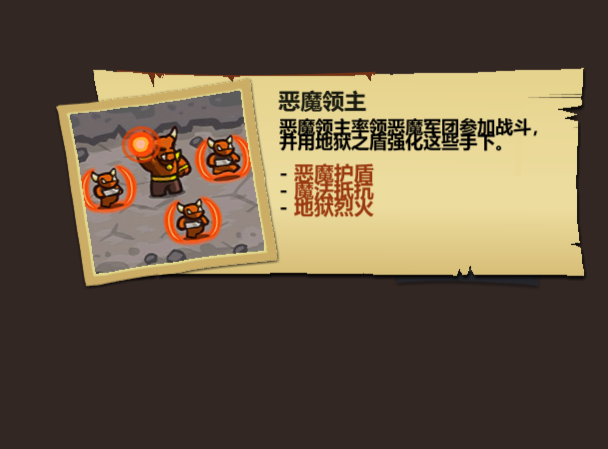 恶魔领主
恶魔领主率领恶魔军团参加战斗，
并用地狱之盾强化这些手下。
- 恶魔护盾
- 魔法抵抗
- 地狱烈火